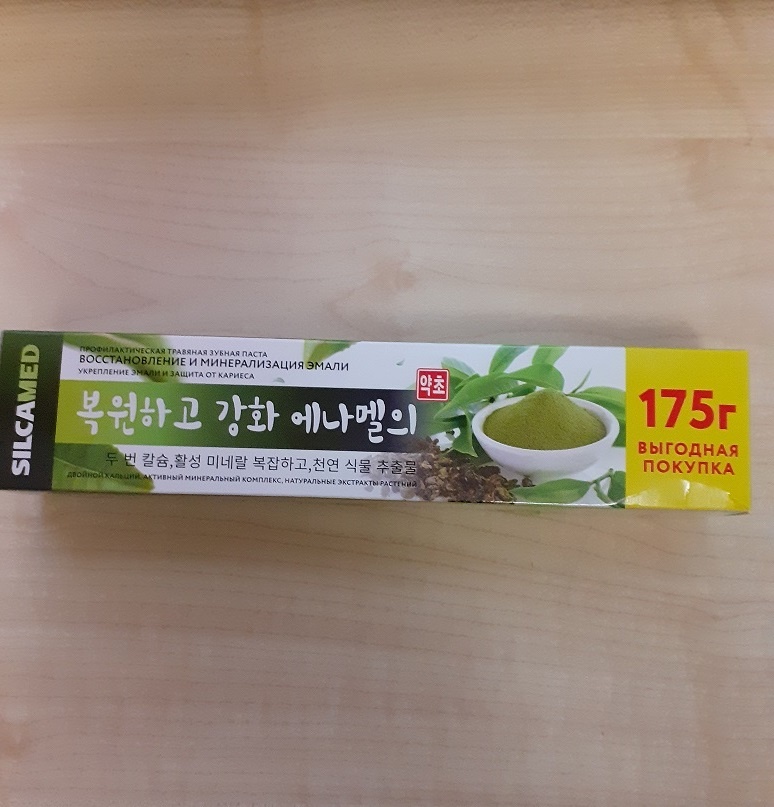 SILCAMED
ПРОФИЛАКТИЧЕСКАЯ ТРАВЯНАЯ ЗУБНАЯ ПАСТА
ВОССТАНОВЛЕНИЕ И МИНЕРАЛИЗАЦИЯ ЭМАЛИ
УКРЕПЛЕНИЕ ЭМАЛИ И ЗАЩИТА ОТ КАРИЕСА
약초
복원하고 강화 에나멜의
두 번 칼슘,활성 미네랄 복잡하고,천연 식물 추출물
ДВОЙНОЙ КАЛЬЦИЙ, АКТИВНЫЙ МИНЕРАЛЬНЫЙ КОМПЛЕКС, НАТУРАЛЬНЫЕ ЭКСТРАКТЫ РАСТЕНИЙ
175г
ВЫГОДНАЯ
ПОКУПКА